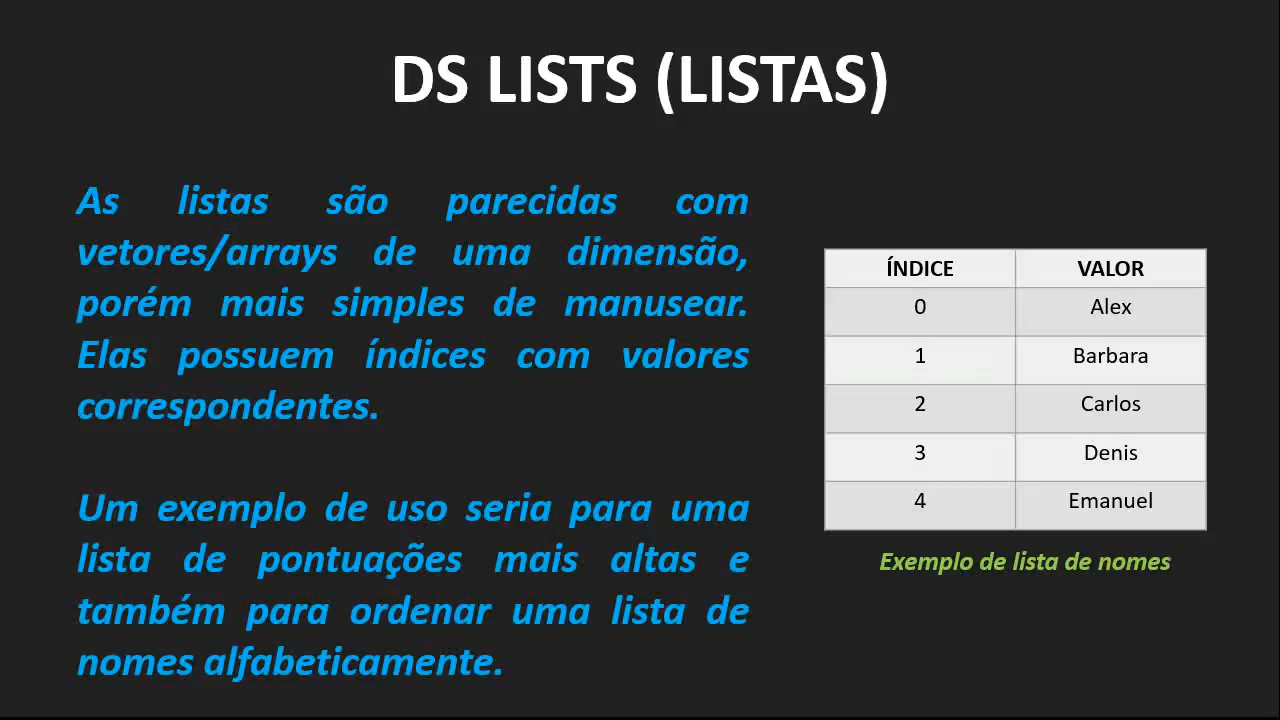 DS LISTS (LISTAS)
As listas são parecidas com
vetores/arrays de uma dimensão,
porém mais simples de manusear.
Elas possuem índices com valores
correspondentes.
Um exemplo de uso seria para uma
lista de pontuações mais altas e
também para ordenar uma lista de
nomes alfabeticamente.
ÍNDICE VALOR
0 Alex
1 Barbara
2 Carlos
3 Denis
4 Emanuel
Exemplo de lista de nomes